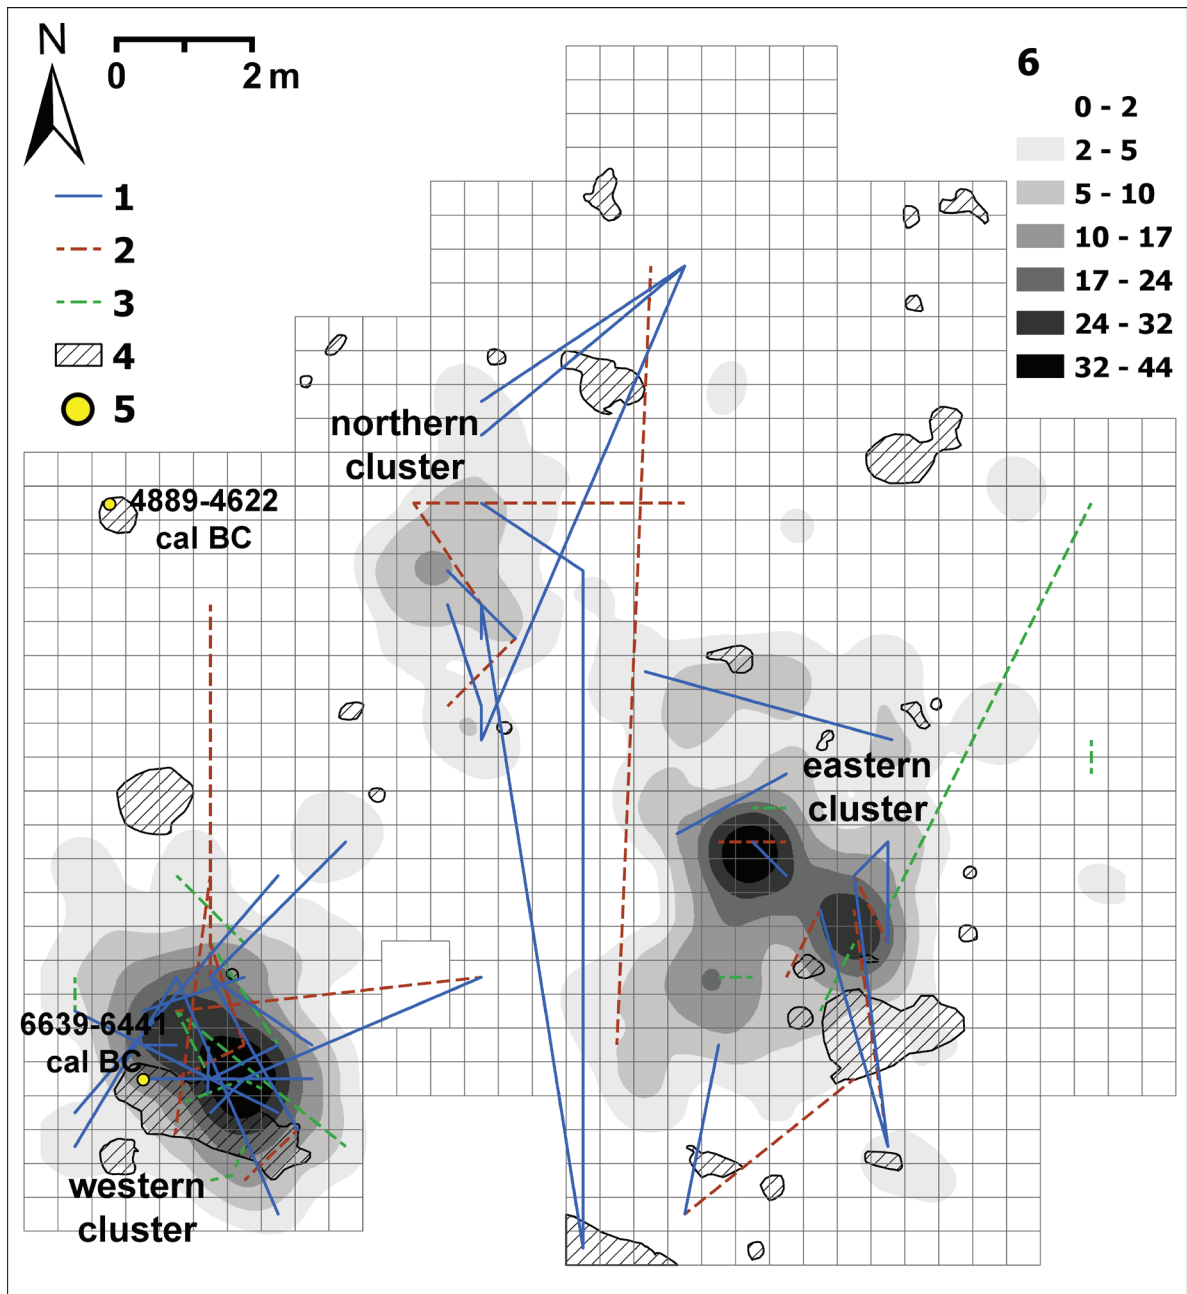 N
0 2 m
1
2
3
4
5
6
0 - 2
2 - 5
5 - 10
10 - 17
17 - 24
24 - 32
32 - 44
northern
cluster
4889-4622
cal BC
eastern
cluster
6639-6441
cal BC
western
cluster